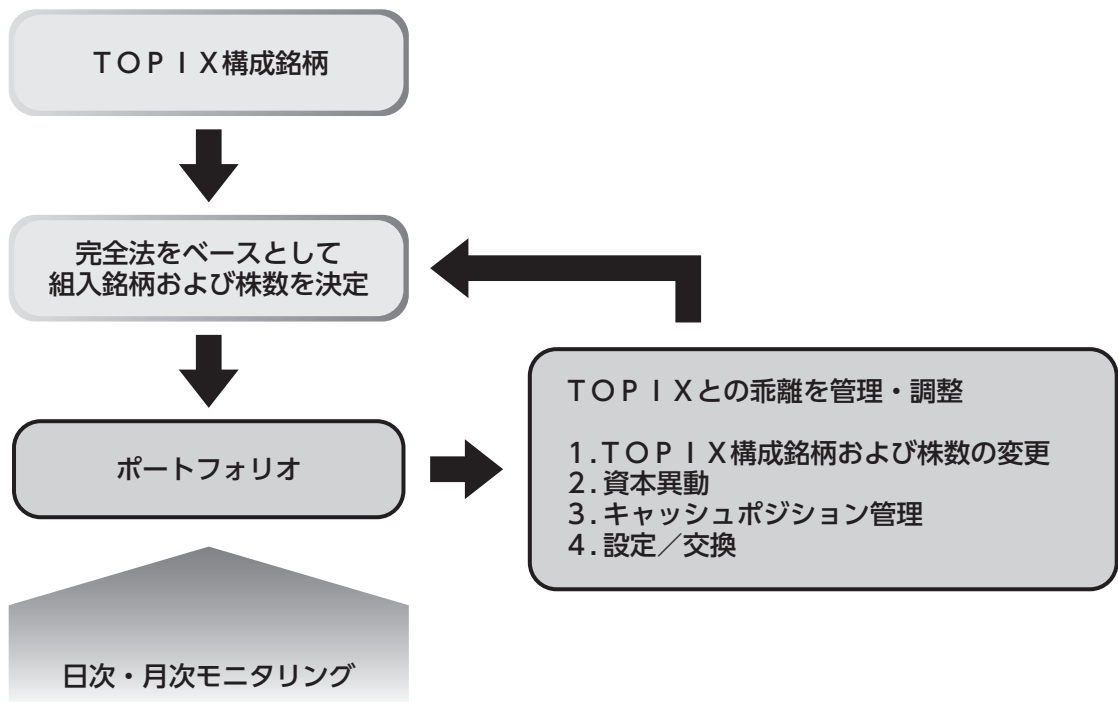 ＴＯＰＩＸ構成銘柄
完全法をベースとして
組入銘柄および株数を決定
ポートフォリオ
日次・月次モニタリング
ＴＯＰＩＸとの乖離を管理・調整
1.ＴＯＰＩＸ構成銘柄および株数の変更
2.資本異動
3.キャッシュポジション管理
4.設定／交換